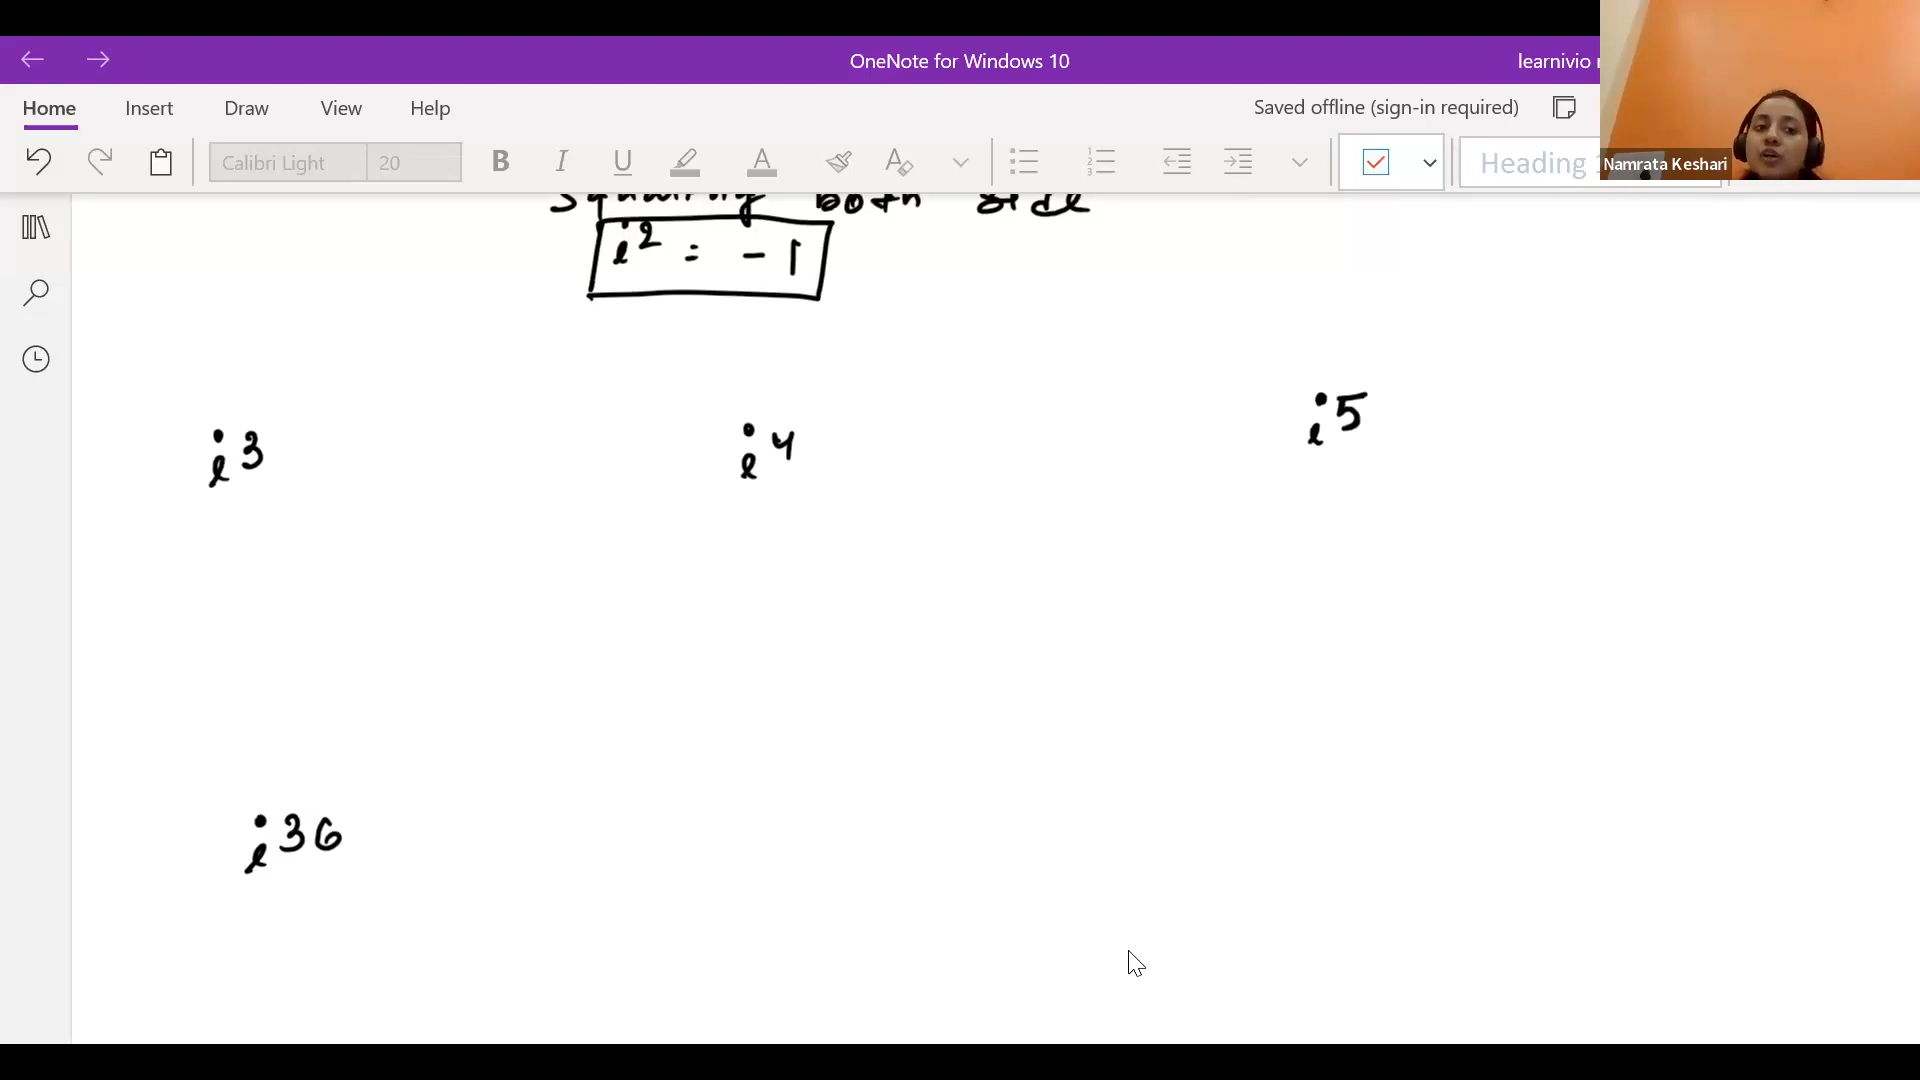 OneNote for Windows 10
learnivio
Home Insert Draw View Help
Saved offline (sign-in required)
Calibri Light 20 B I U A A Heading
Namrata Keshari
Squaring both side
i² = - 1
i³ i⁴ i⁵
i³⁶